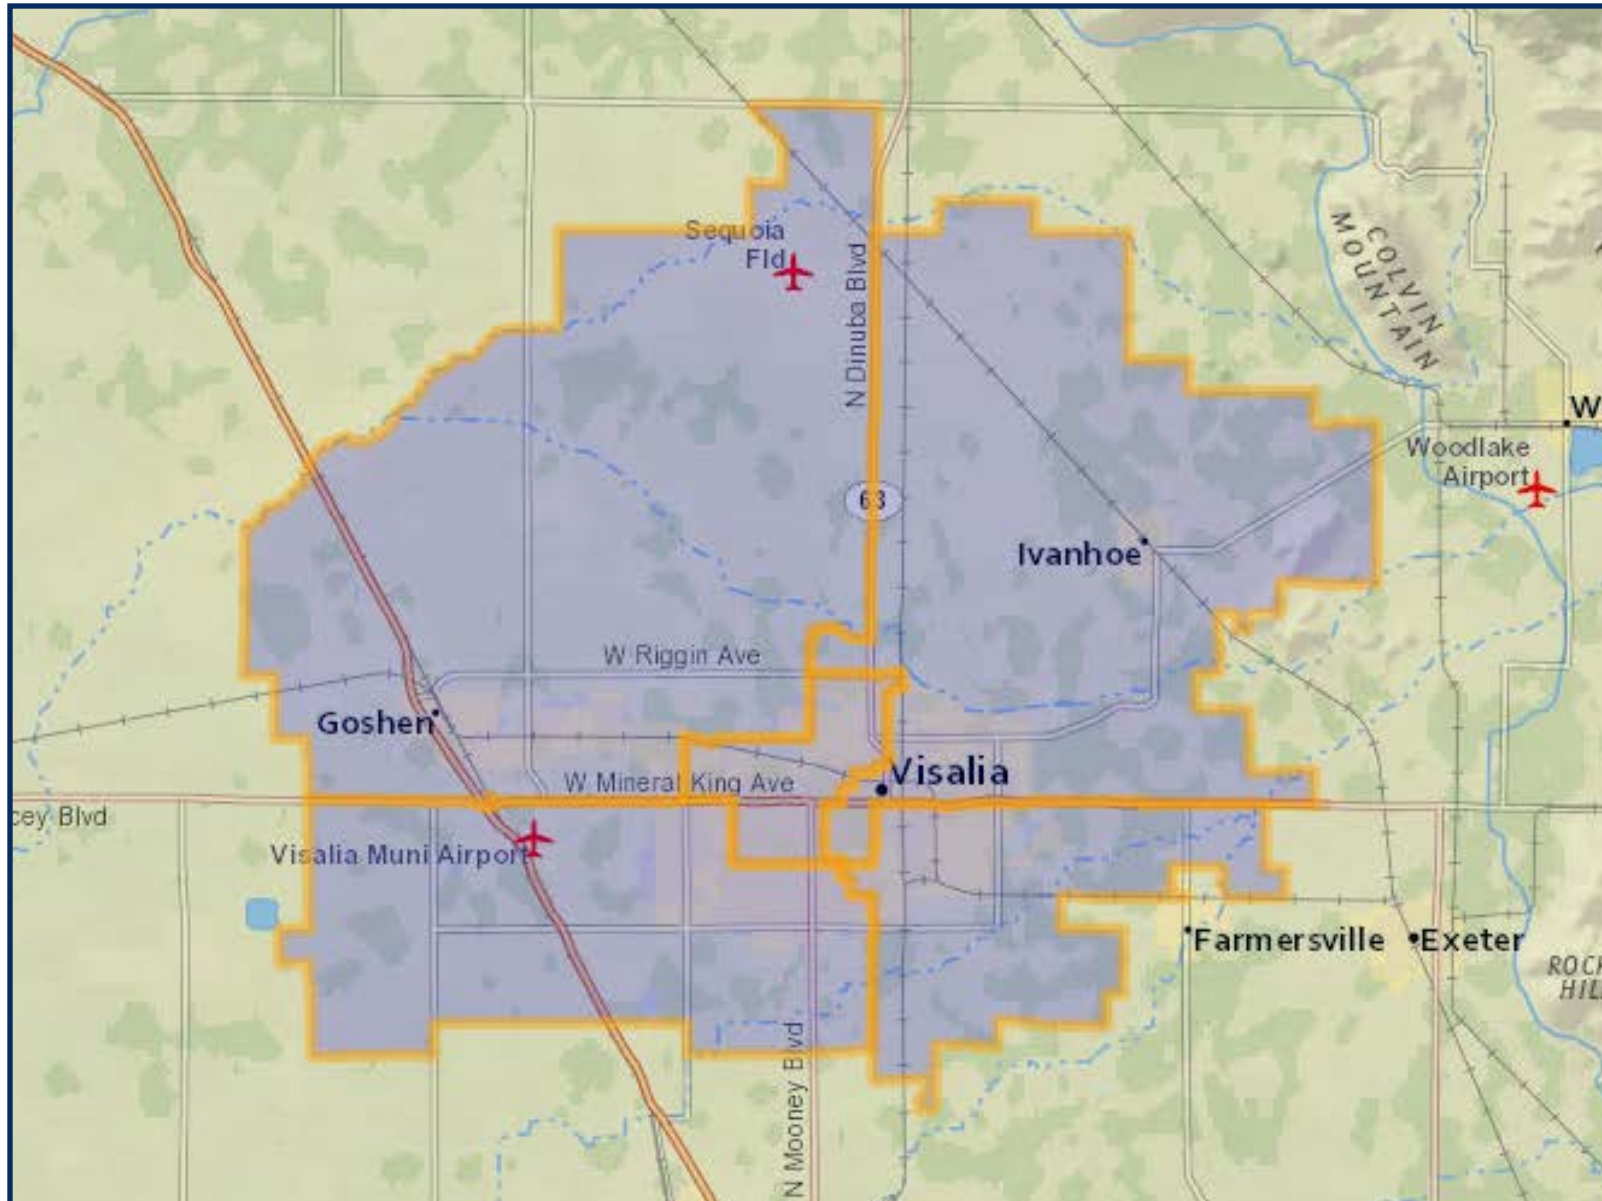 Sequoia
Fld
N Dinuba Blvd
COLVIN
MOUNTAIN
W
Woodlake
Airport
63
Ivanhoe
W Riggin Ave
Goshen
Visalia
W Mineral King Ave
cey Blvd
Visalia Muni Airport
Farmersville
Exeter
ROCK
HIL
N Mooney Blvd